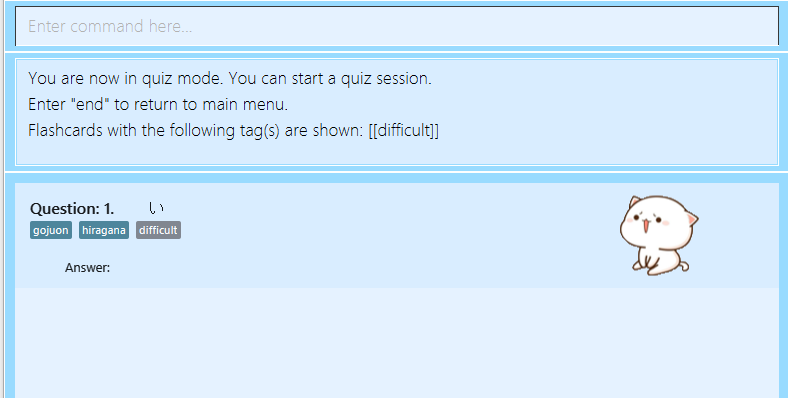 Enter command here...
You are now in quiz mode. You can start a quiz session.
Enter "end" to return to main menu.
Flashcards with the following tag(s) are shown: [[difficult]]
Question: 1. い
gojuon hiragana difficult
Answer: